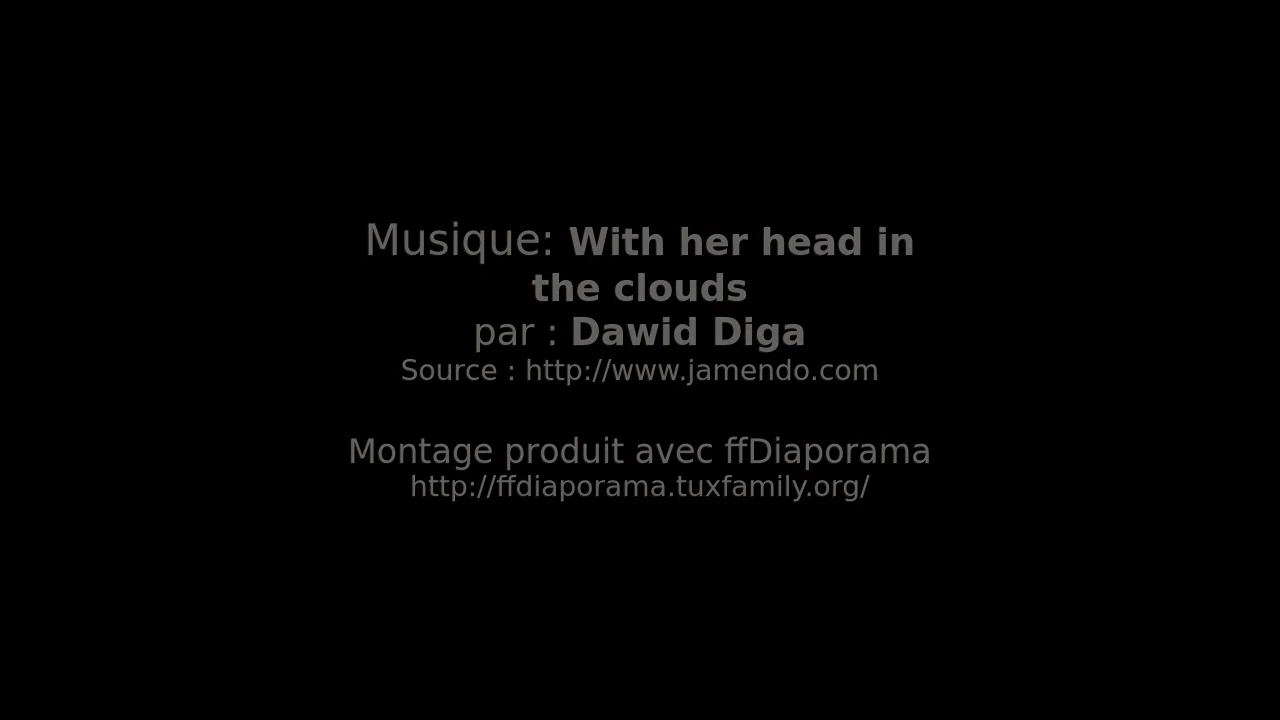 Musique: With her head in
the clouds
par : Dawid Diga
Source : http://www.jamendo.com
Montage produit avec ffDiaporama
http://ffdiaporama.tuxfamily.org/